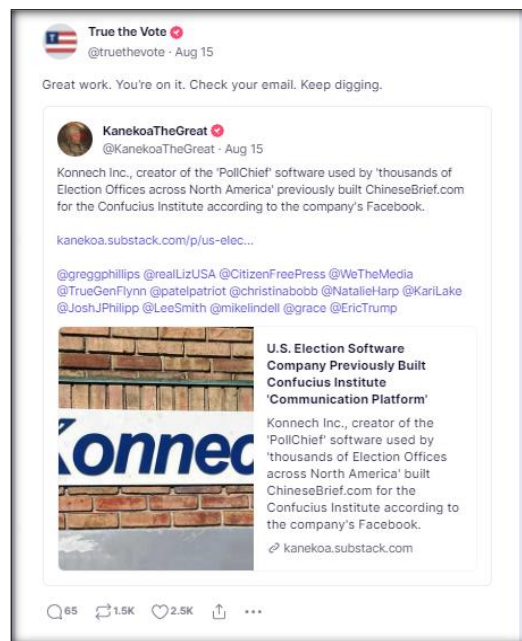 True the Vote
@truethevote · Aug 15
Great work. You're on it. Check your email. Keep digging.
KanekoaTheGreat
@KanekoaTheGreat · Aug 15
Konnech Inc., creator of the 'PollChief' software used by 'thousands of
Election Offices across North America' previously built ChineseBrief.com
for the Confucius Institute according to the company's Facebook.
kanekoa.substack.com/p/us-elec...
@greggphillips @realLizUSA @CitizenFreePress @WeTheMedia
@TrueGenFlynn @patelpatriot @christinabobb @NatalieHarp @KariLake
@JoshJPhilipp @LeeSmith @mikelindell @grace @EricTrump
Konnec
U.S. Election Software
Company Previously Built
Confucius Institute
'Communication Platform'
Konnech Inc., creator of the
'PollChief' software used by
'thousands of Election Offices
across North America' built
ChineseBrief.com for the
Confucius Institute according to
the company's Facebook.
kanekoa.substack.com
65 1.5K 2.5K